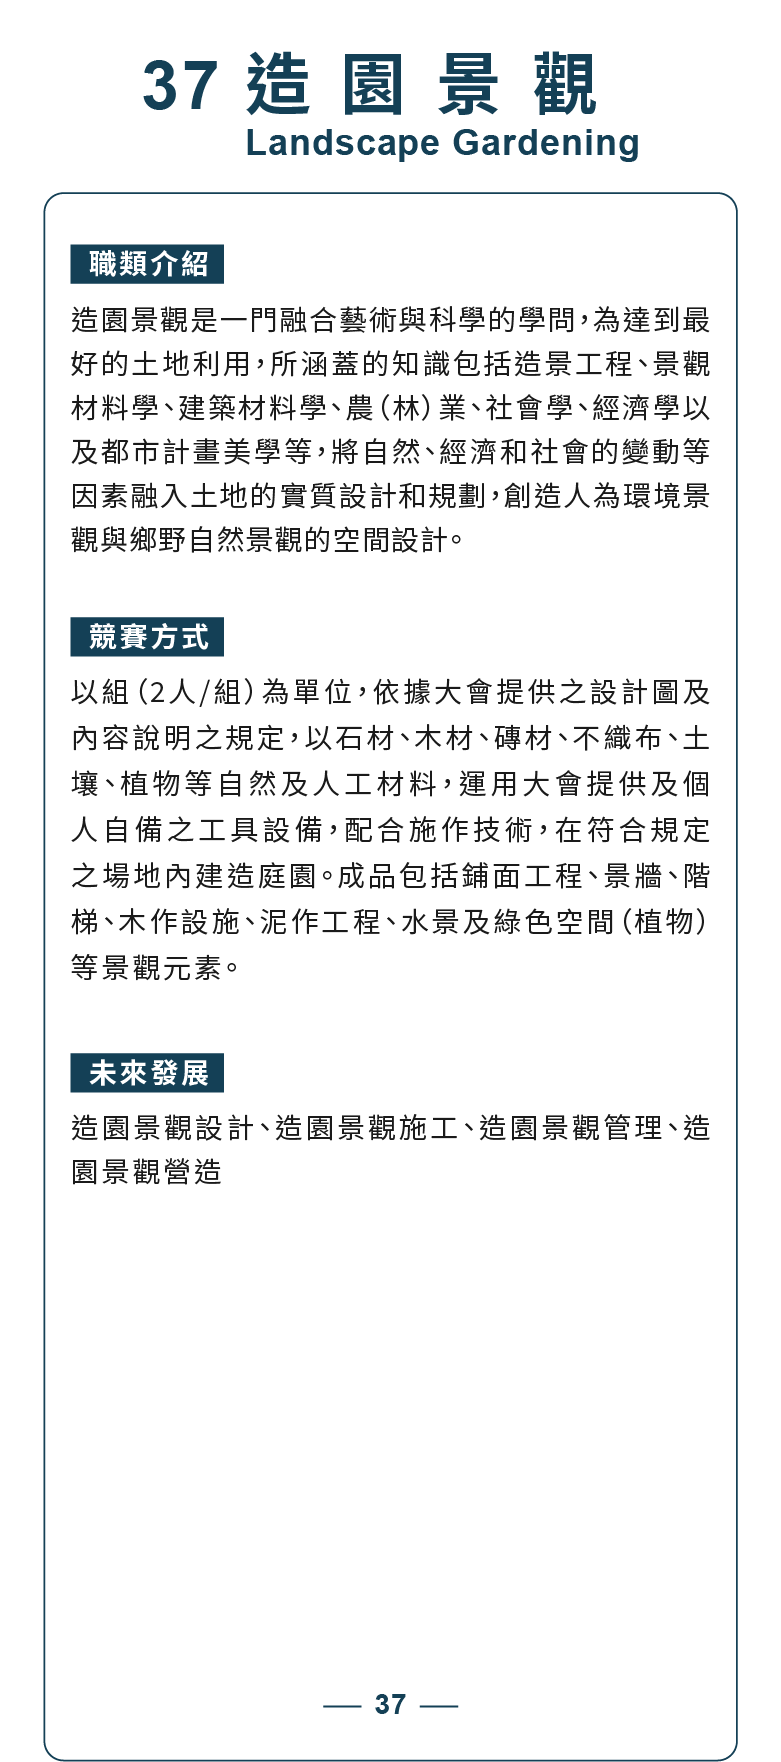 37 造園景觀
Landscape Gardening
職類介紹
造園景觀是一門融合藝術與科學的學問，為達到最
好的土地利用，所涵蓋的知識包括造景工程、景觀
材料學、建築材料學、農（林）業、社會學、經濟學以
及都市計畫美學等，將自然、經濟和社會的變動等
因素融入土地的實質設計和規劃，創造人為環境景
觀與鄉野自然景觀的空間設計。
競賽方式
以組（2人/組）為單位，依據大會提供之設計圖及
內容說明之規定，以石材、木材、磚材、不織布、土
壤、植物等自然及人工材料，運用大會提供及個
人自備之工具設備，配合施作技術，在符合規定
之場地內建造庭園。成品包括鋪面工程、景牆、階
梯、木作設施、泥作工程、水景及綠色空間（植物）
等景觀元素。
未來發展
造園景觀設計、造園景觀施工、造園景觀管理、造
園景觀營造
37